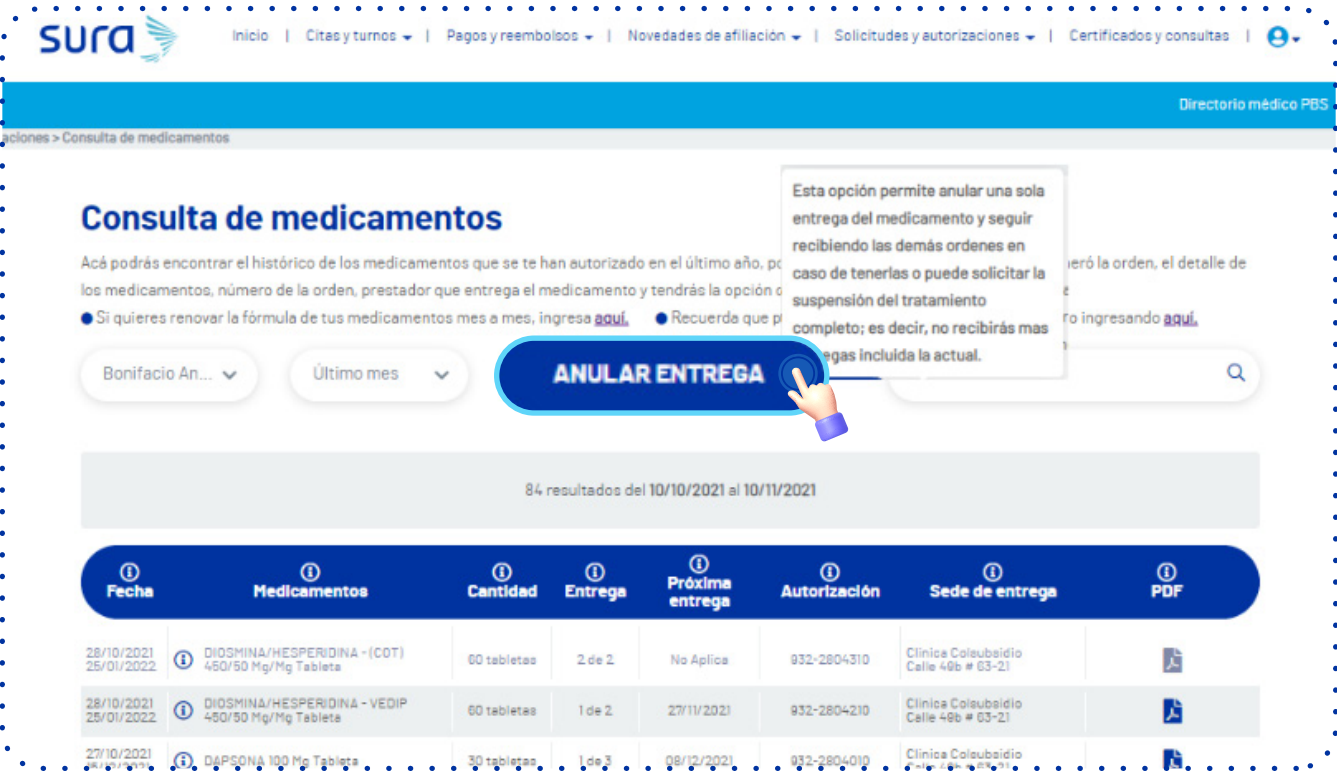 sura
Inicio | Citas y turnos | Pagos y reembolsos | Novedades de afiliación | Solicitudes y autorizaciones | Certificados y consultas |
Directorio médico PBS
aciones > Consulta de medicamentos
Consulta de medicamentos
Esta opción permite anular una sola
entrega del medicamento y seguir
recibiendo las demás ordenes en
caso de tenerlas o puede solicitar la
suspensión del tratamiento
completo; es decir, no recibirás mas
egas incluida la actual.
Acá podrás encontrar el histórico de los medicamentos que se te han autorizado en el último año, neró la orden, el detalle de
los medicamentos, número de la orden, prestador que entrega el medicamento y tendrás la opción
Si quieres renovar la fórmula de tus medicamentos mes a mes, ingresa aquí. Recuerda que ro ingresando aquí.
Bonifacio An... Último mes ANULAR ENTREGA
84 resultados del 10/10/2021 al 10/11/2021
Fecha Medicamentos Cantidad Entrega Próxima entrega Autorización Sede de entrega PDF
28/10/2021 DIOSMINA/HESPERIDINA - (COT) 60 tabletas 2 de 2 No Aplica 932-2804310 Clinica Colsubsidio
25/01/2022 450/50 Mg/Mg Tableta Calle 49b # 63-21
28/10/2021 DIOSMINA/HESPERIDINA - VEDIP 60 tabletas 1 de 2 27/11/2021 932-2804210 Clinica Colsubsidio
25/01/2022 450/50 Mg/Mg Tableta Calle 49b # 63-21
27/10/2021 DAPSONA 100 Mg Tableta 30 tabletas 1 de 3 08/12/2021 932-2804010 Clinica Colsubsidio